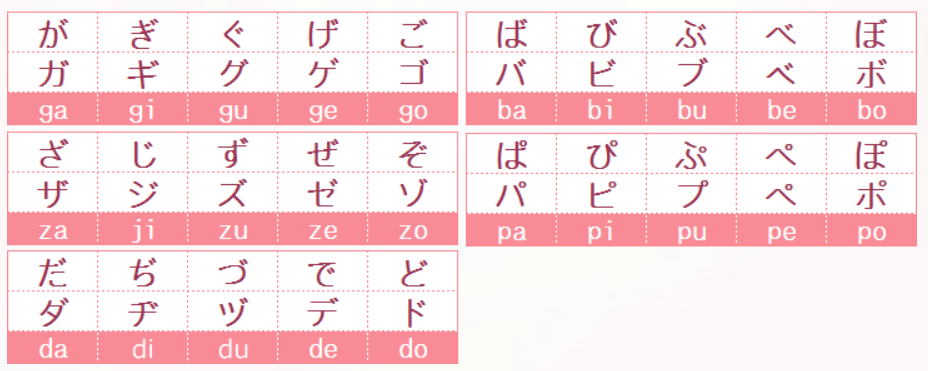 が ぎ ぐ げ ご
ガ ギ グ ゲ ゴ
ga gi gu ge go
ざ じ ず ぜ ぞ
ザ ジ ズ ゼ ゾ
za ji zu ze zo
だ ぢ づ で ど
ダ ヂ ヅ デ ド
da di du de do
ば び ぶ べ ぼ
バ ビ ブ ベ ボ
ba bi bu be bo
ぱ ぴ ぷ ぺ ぽ
パ ピ プ ペ ポ
pa pi pu pe po